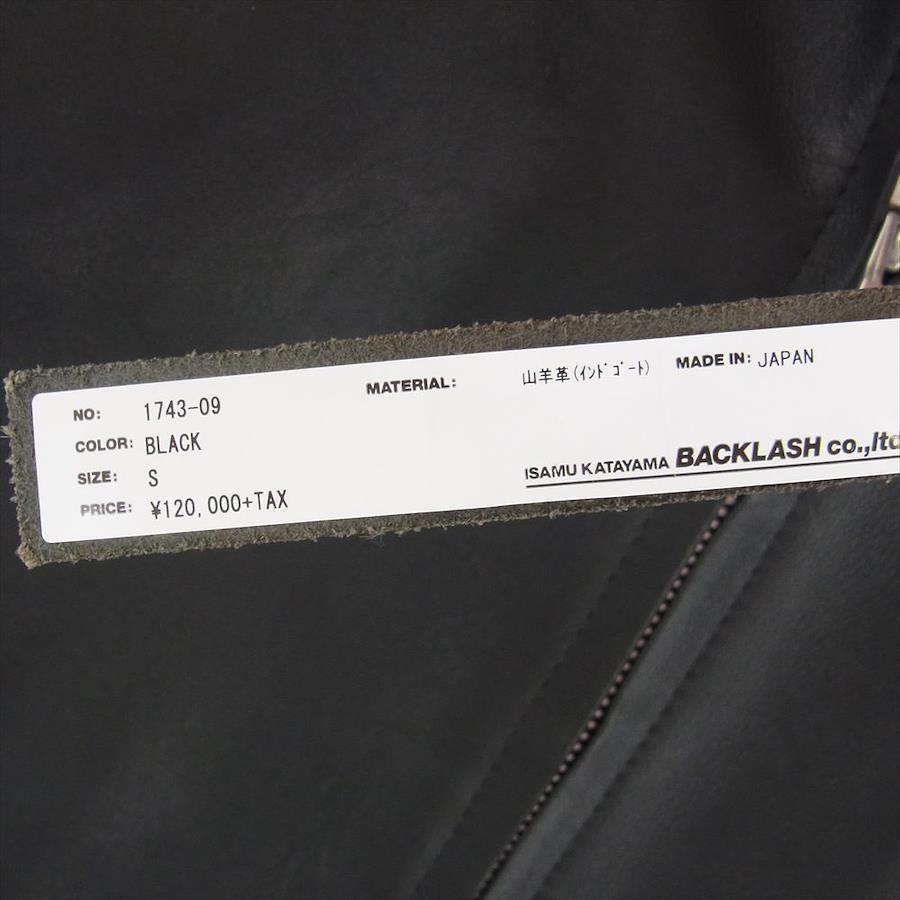 NO: 1743-09
COLOR: BLACK
SIZE: S
PRICE: ¥120,000+TAX
MATERIAL: 山羊革(ｲﾝﾄﾞｺﾞｰﾄ)
MADE IN: JAPAN
ISAMU KATAYAMA BACKLASH co.,ltd